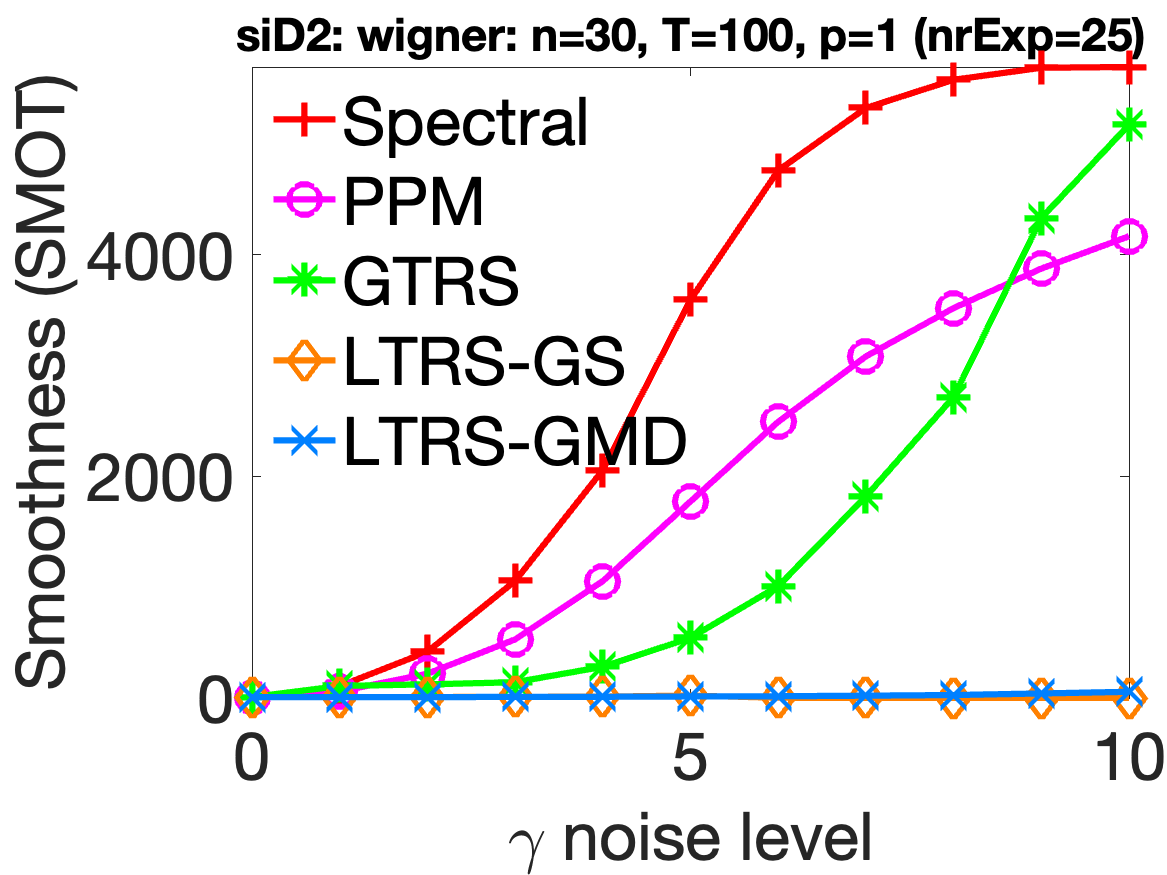 siD2: wigner: n=30, T=100, p=1 (nrExp=25)
Smoothness (SMOT)
4000
2000
0
Spectral
PPM
GTRS
LTRS-GS
LTRS-GMD
0
5
10
γ noise level